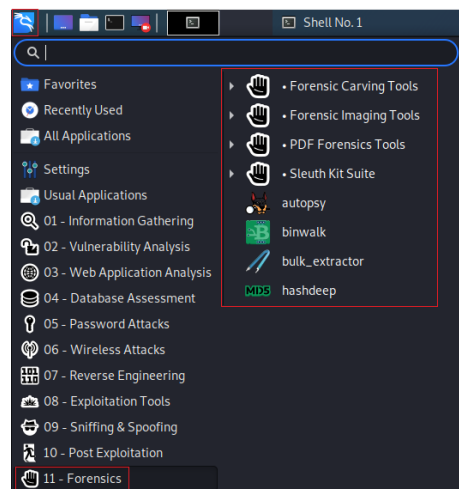 Shell No. 1
Favorites
Recently Used
All Applications
Settings
Usual Applications
01 - Information Gathering
02 - Vulnerability Analysis
03 - Web Application Analysis
04 - Database Assessment
05 - Password Attacks
06 - Wireless Attacks
07 - Reverse Engineering
08 - Exploitation Tools
09 - Sniffing & Spoofing
10 - Post Exploitation
11 - Forensics
• Forensic Carving Tools
• Forensic Imaging Tools
• PDF Forensics Tools
• Sleuth Kit Suite
autopsy
binwalk
bulk_extractor
MD5 hashdeep